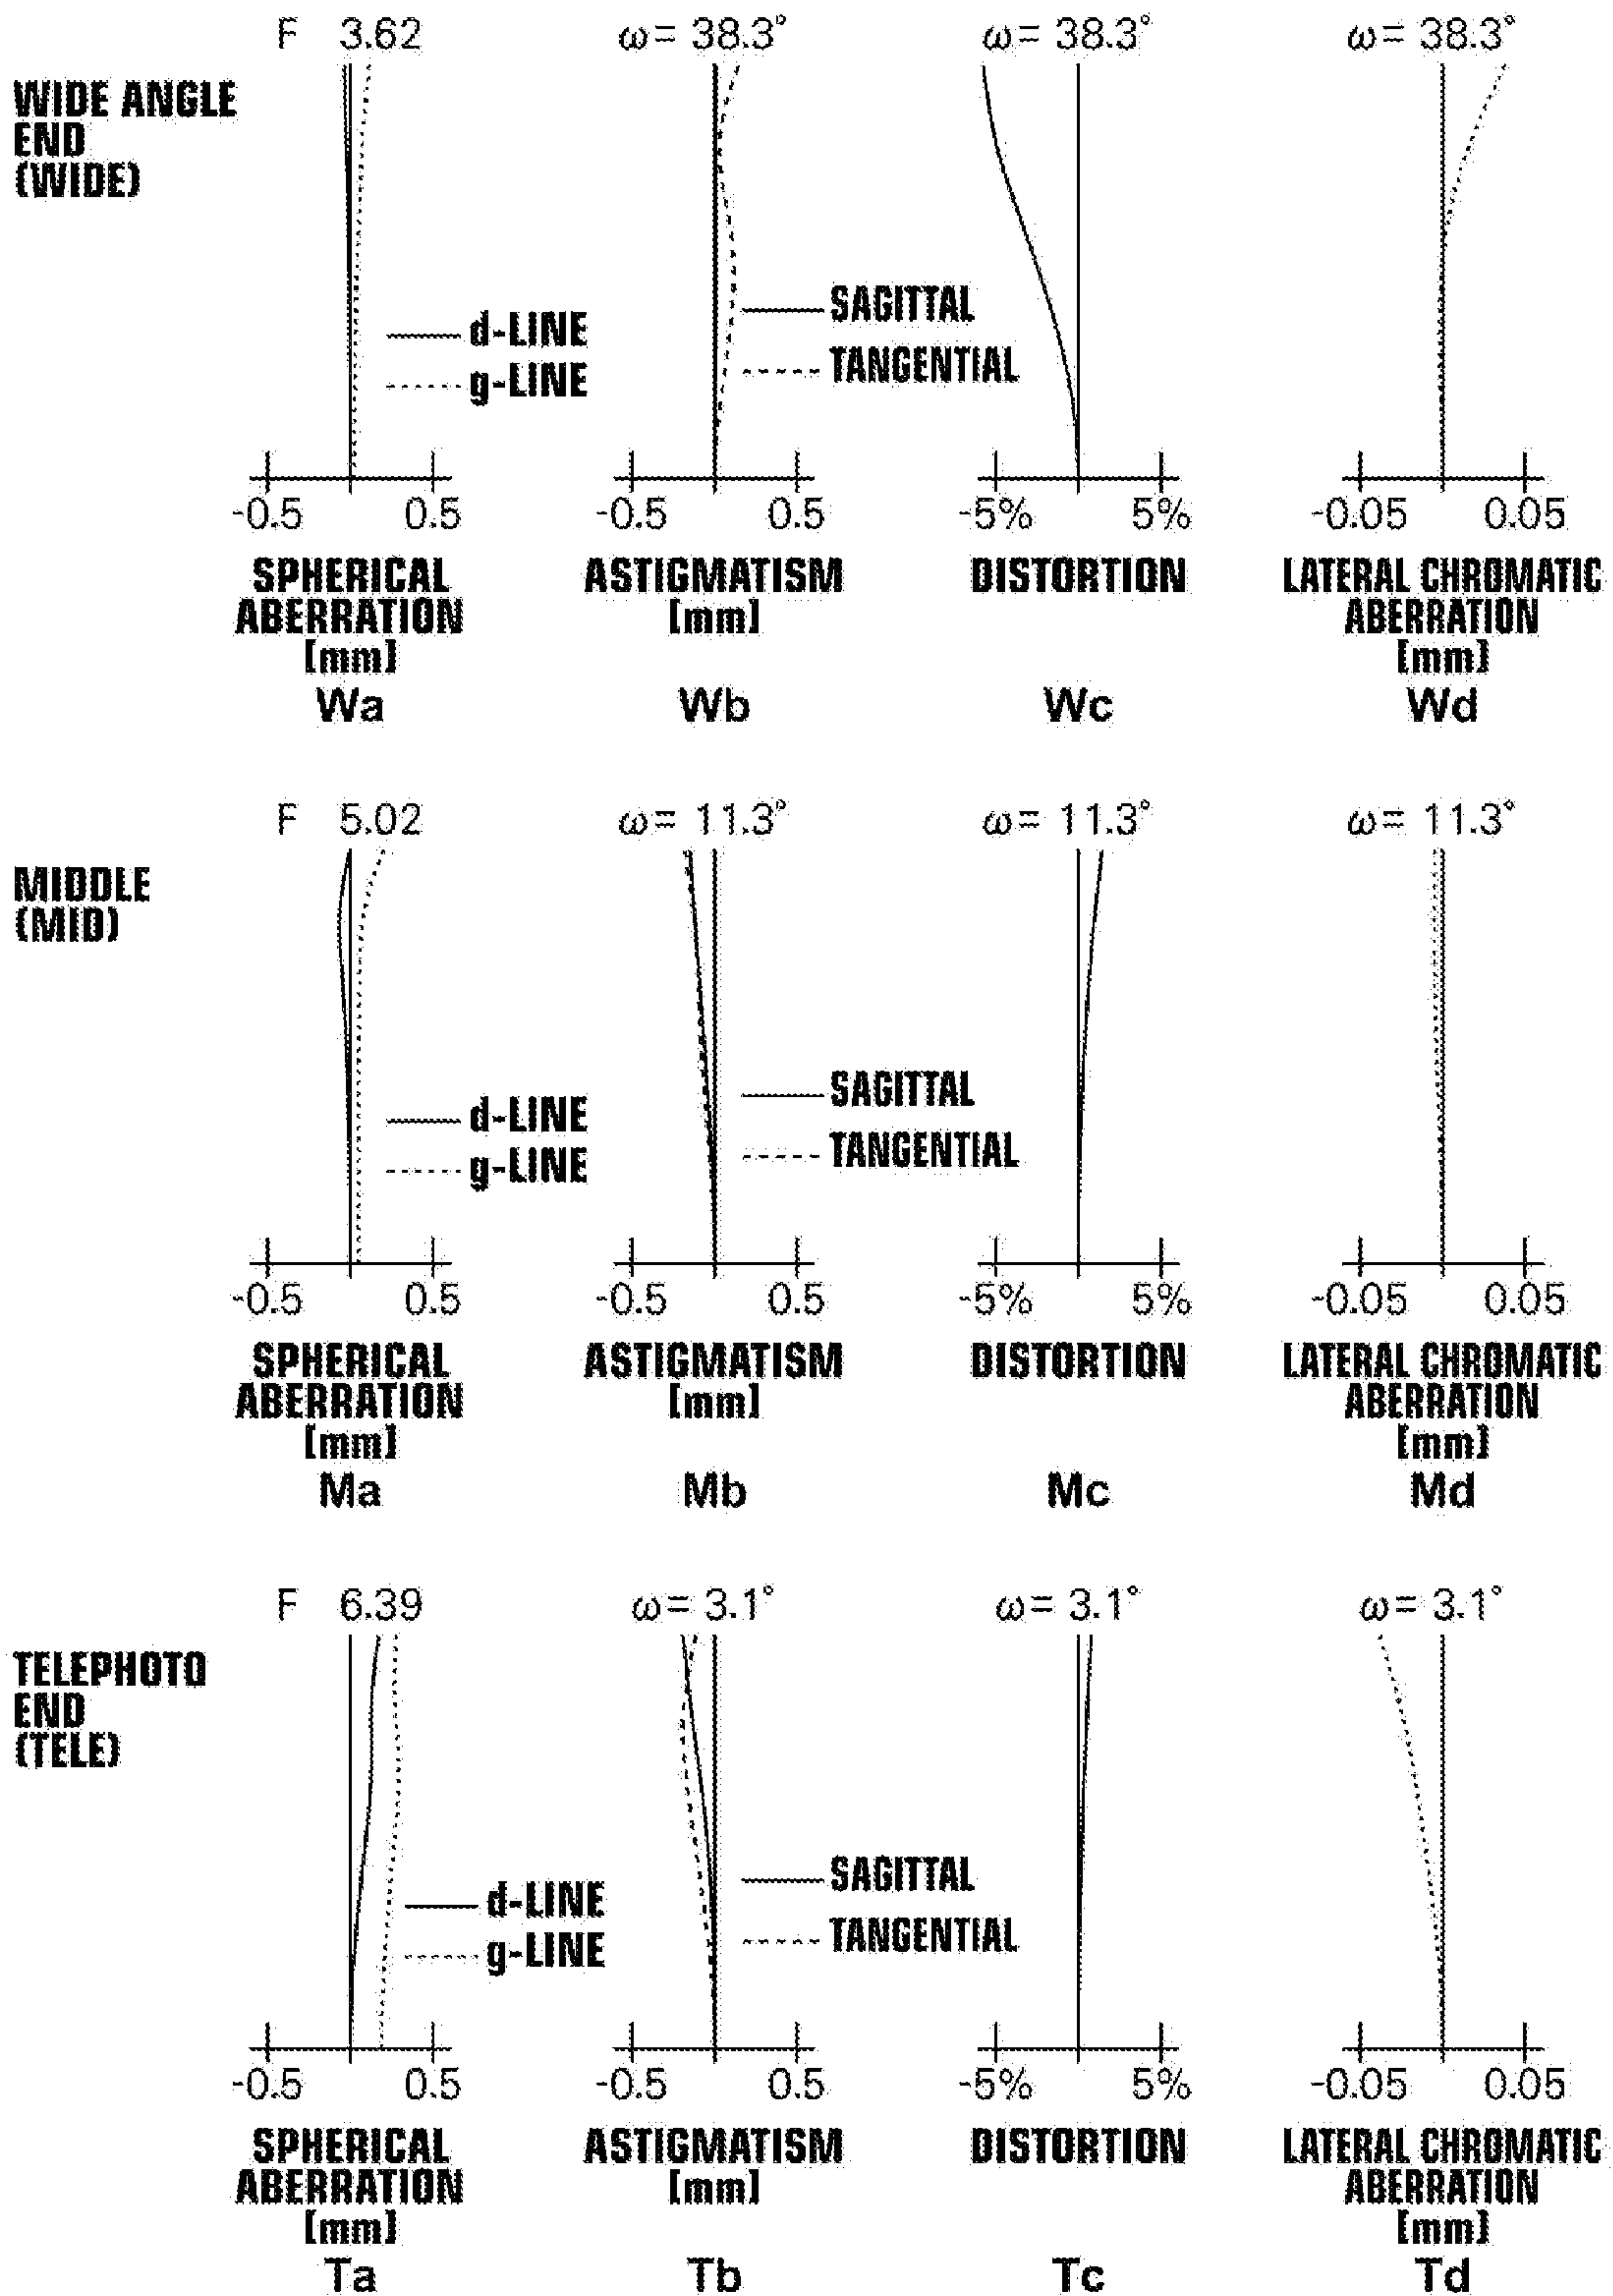 F 3.62
ω= 38.3°
ω= 38.3°
ω= 38.3°
WIDE ANGLE
END
(WIDE)
d-LINE
g-LINE
SAGITTAL
TANGENTIAL
-0.5 0.5
-0.5 0.5
-5% 5%
-0.05 0.05
SPHERICAL
ABERRATION
[mm]
Wa
ASTIGMATISM
[mm]
Wb
DISTORTION
Wc
LATERAL CHROMATIC
ABERRATION
[mm]
Wd
F 5.02
ω= 11.3°
ω= 11.3°
ω= 11.3°
MIDDLE
(MID)
d-LINE
g-LINE
SAGITTAL
TANGENTIAL
-0.5 0.5
-0.5 0.5
-5% 5%
-0.05 0.05
SPHERICAL
ABERRATION
[mm]
Ma
ASTIGMATISM
[mm]
Mb
DISTORTION
Mc
LATERAL CHROMATIC
ABERRATION
[mm]
Md
F 6.39
ω= 3.1°
ω= 3.1°
ω= 3.1°
TELEPHOTO
END
(TELE)
d-LINE
g-LINE
SAGITTAL
TANGENTIAL
-0.5 0.5
-0.5 0.5
-5% 5%
-0.05 0.05
SPHERICAL
ABERRATION
[mm]
Ta
ASTIGMATISM
[mm]
Tb
DISTORTION
Tc
LATERAL CHROMATIC
ABERRATION
[mm]
Td